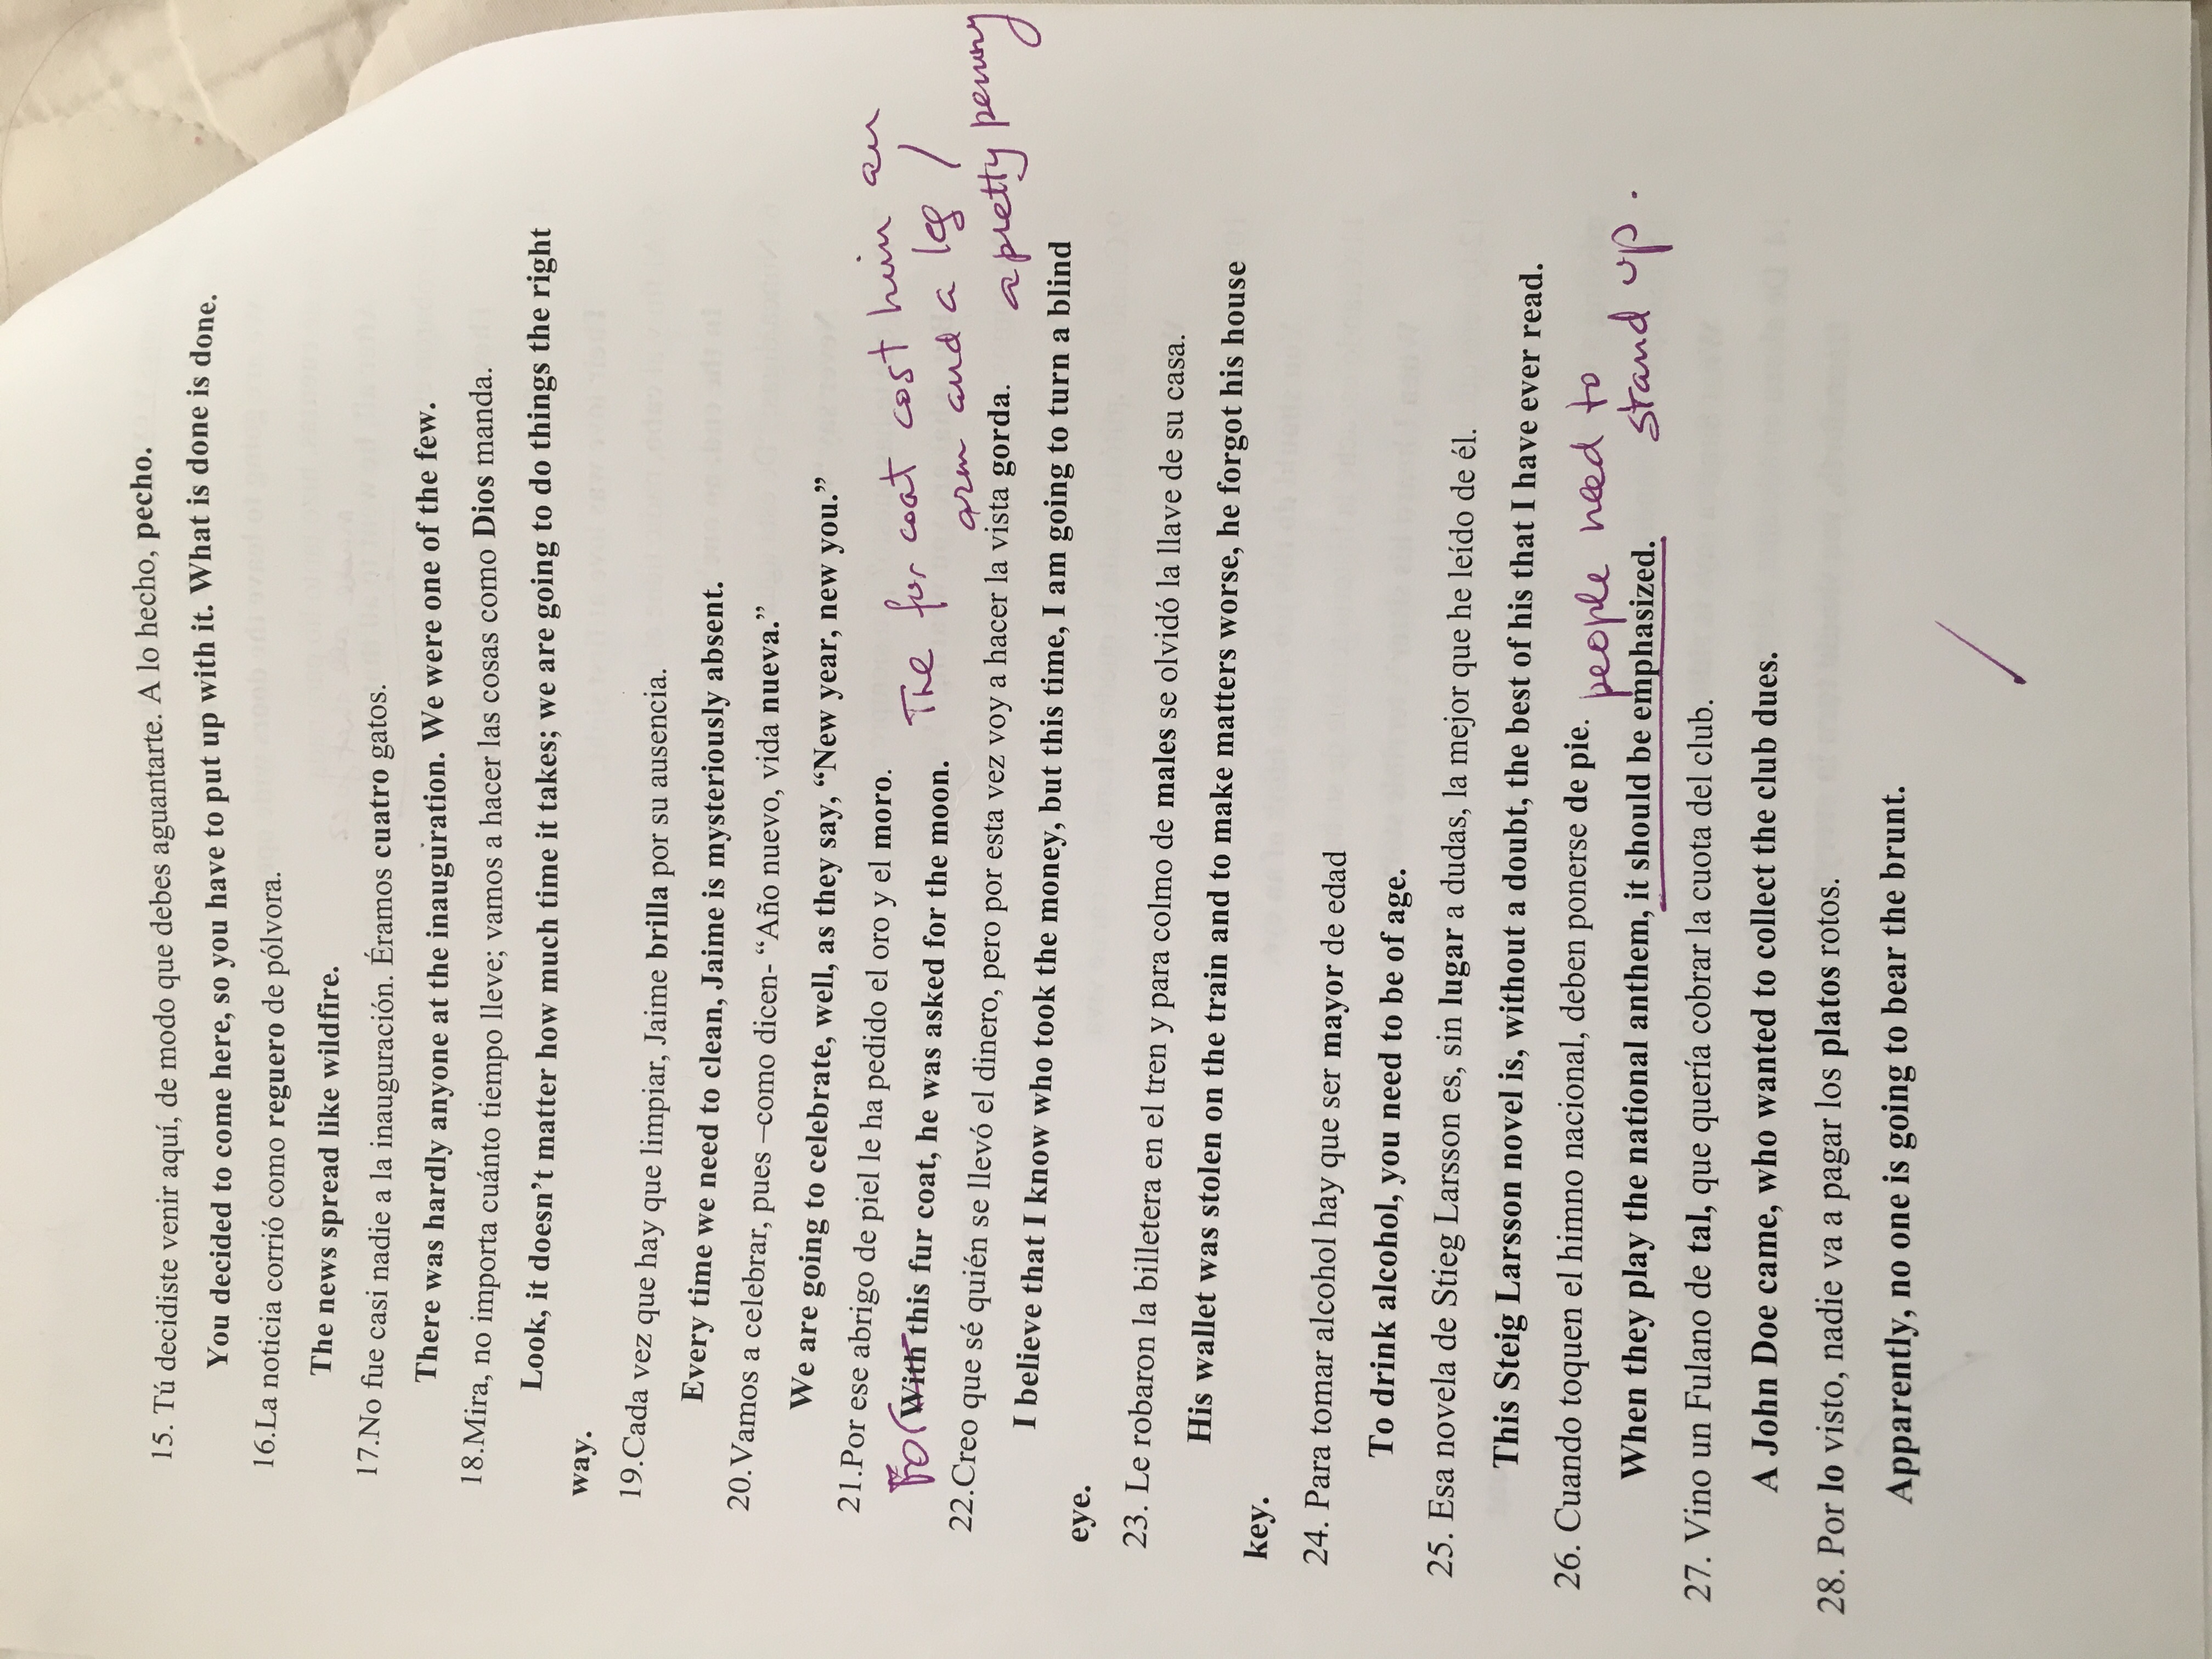 15. Tú decidiste venir aquí, de modo que debes aguantarte. A lo hecho, pecho.
You decided to come here, so you have to put up with it. What is done is done.
16.La noticia corrió como reguero de pólvora.
The news spread like wildfire.
17.No fue casi nadie a la inauguración. Éramos cuatro gatos.
There was hardly anyone at the inauguration. We were one of the few.
18.Mira, no importa cuánto tiempo lleve; vamos a hacer las cosas como Dios manda.
Look, it doesn't matter how much time it takes; we are going to do things the right
way.
19.Cada vez que hay que limpiar, Jaime brilla por su ausencia.
Every time we need to clean, Jaime is mysteriously absent.
20.Vamos a celebrar, pues –como dicen- “Año nuevo, vida nueva.”
We are going to celebrate, well, as they say, “New year, new you.”
21.Por ese abrigo de piel le ha pedido el oro y el moro.
For With this fur coat, he was asked for the moon.
The fur coat cost him an
arm and a leg /
a pretty penny
22.Creo que sé quién se llevó el dinero, pero por esta vez voy a hacer la vista gorda.
I believe that I know who took the money, but this time, I am going to turn a blind
eye.
23. Le robaron la billetera en el tren y para colmo de males se olvidó la llave de su casa.
His wallet was stolen on the train and to make matters worse, he forgot his house
key.
24. Para tomar alcohol hay que ser mayor de edad
To drink alcohol, you need to be of age.
25. Esa novela de Stieg Larsson es, sin lugar a dudas, la mejor que he leído de él.
This Steig Larsson novel is, without a doubt, the best of his that I have ever read.
26. Cuando toquen el himno nacional, deben ponerse de pie.
people need to
stand up.
When they play the national anthem, it should be emphasized.
27. Vino un Fulano de tal, que quería cobrar la cuota del club.
A John Doe came, who wanted to collect the club dues.
28. Por lo visto, nadie va a pagar los platos rotos.
Apparently, no one is going to bear the brunt.